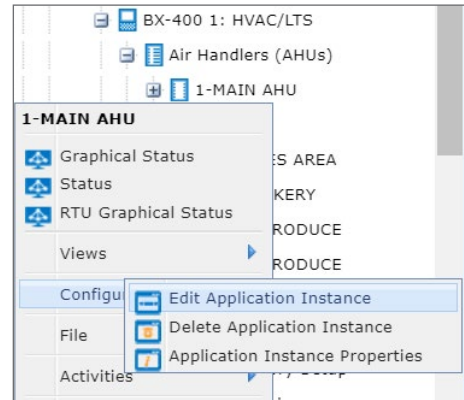 BX-400 1: HVAC/LTS
Air Handlers (AHUs)
1-MAIN AHU
1-MAIN AHU
Graphical Status
Status
RTU Graphical Status
ES AREA
KERY
RODUCE
RODUCE
Views
Configu
Edit Application Instance
File
Delete Application Instance
Application Instance Properties
Activities